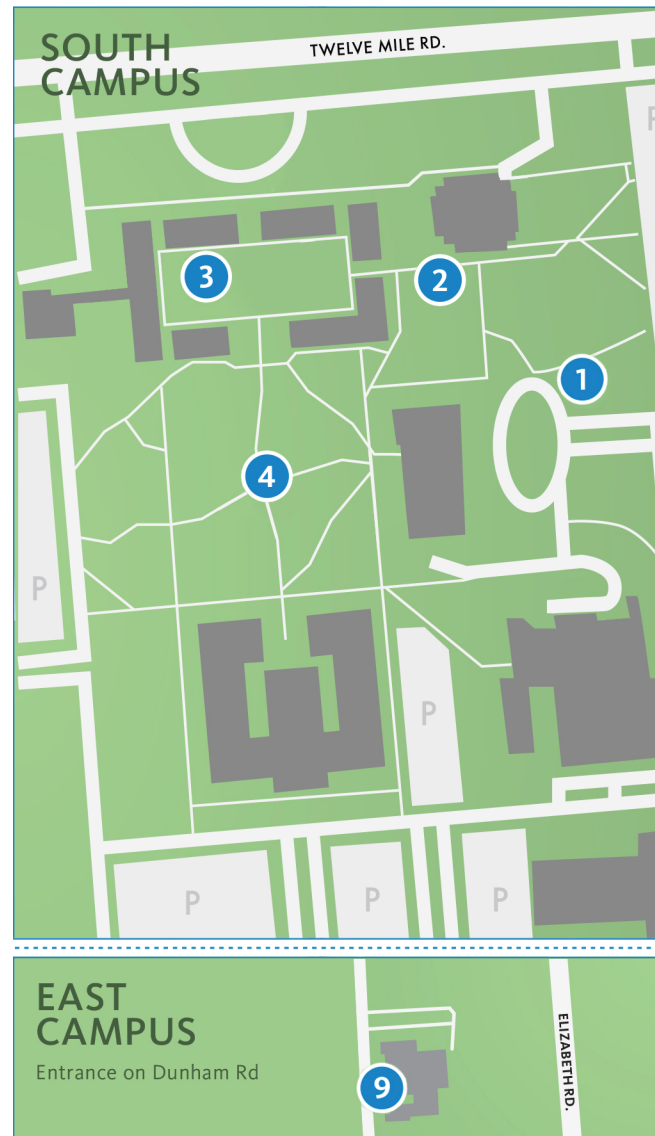 SOUTH
CAMPUS
TWELVE MILE RD.
P
3
2
1
4
P
P
P
P
P
EAST
CAMPUS
Entrance on Dunham Rd
ELIZABETH RD.
9